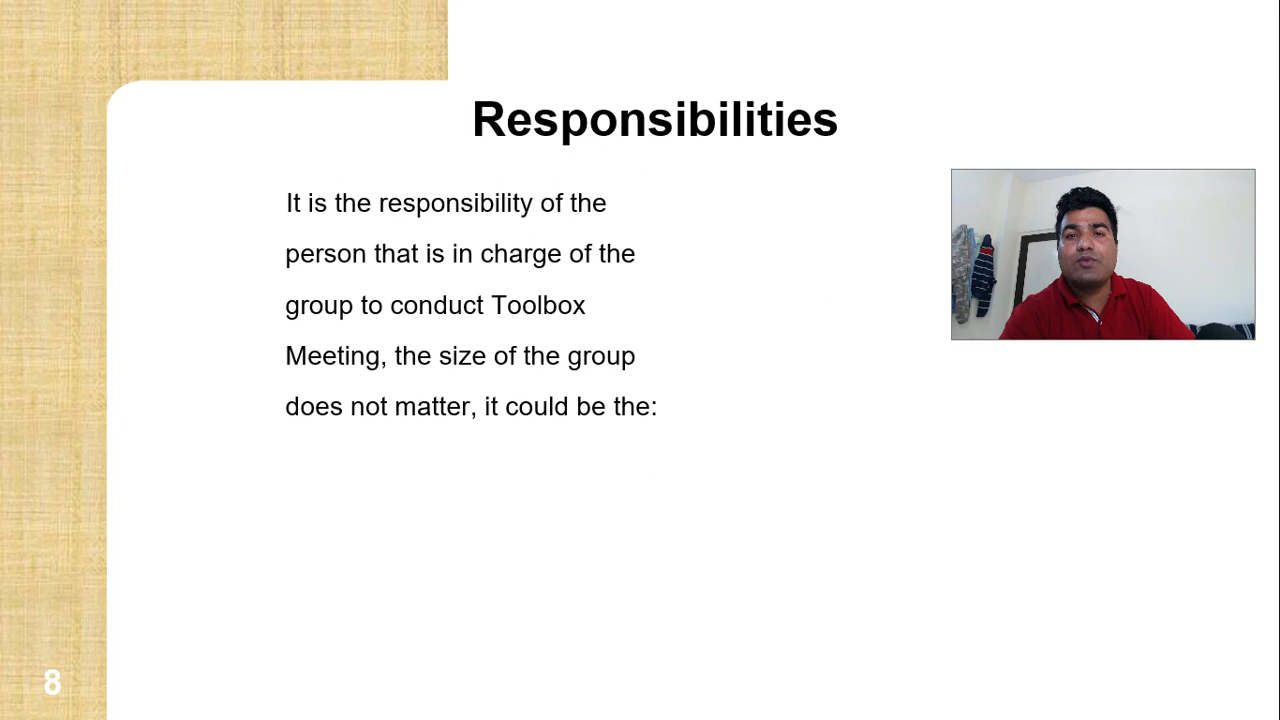 Responsibilities
It is the responsibility of the
person that is in charge of the
group to conduct Toolbox
Meeting, the size of the group
does not matter, it could be the:
8